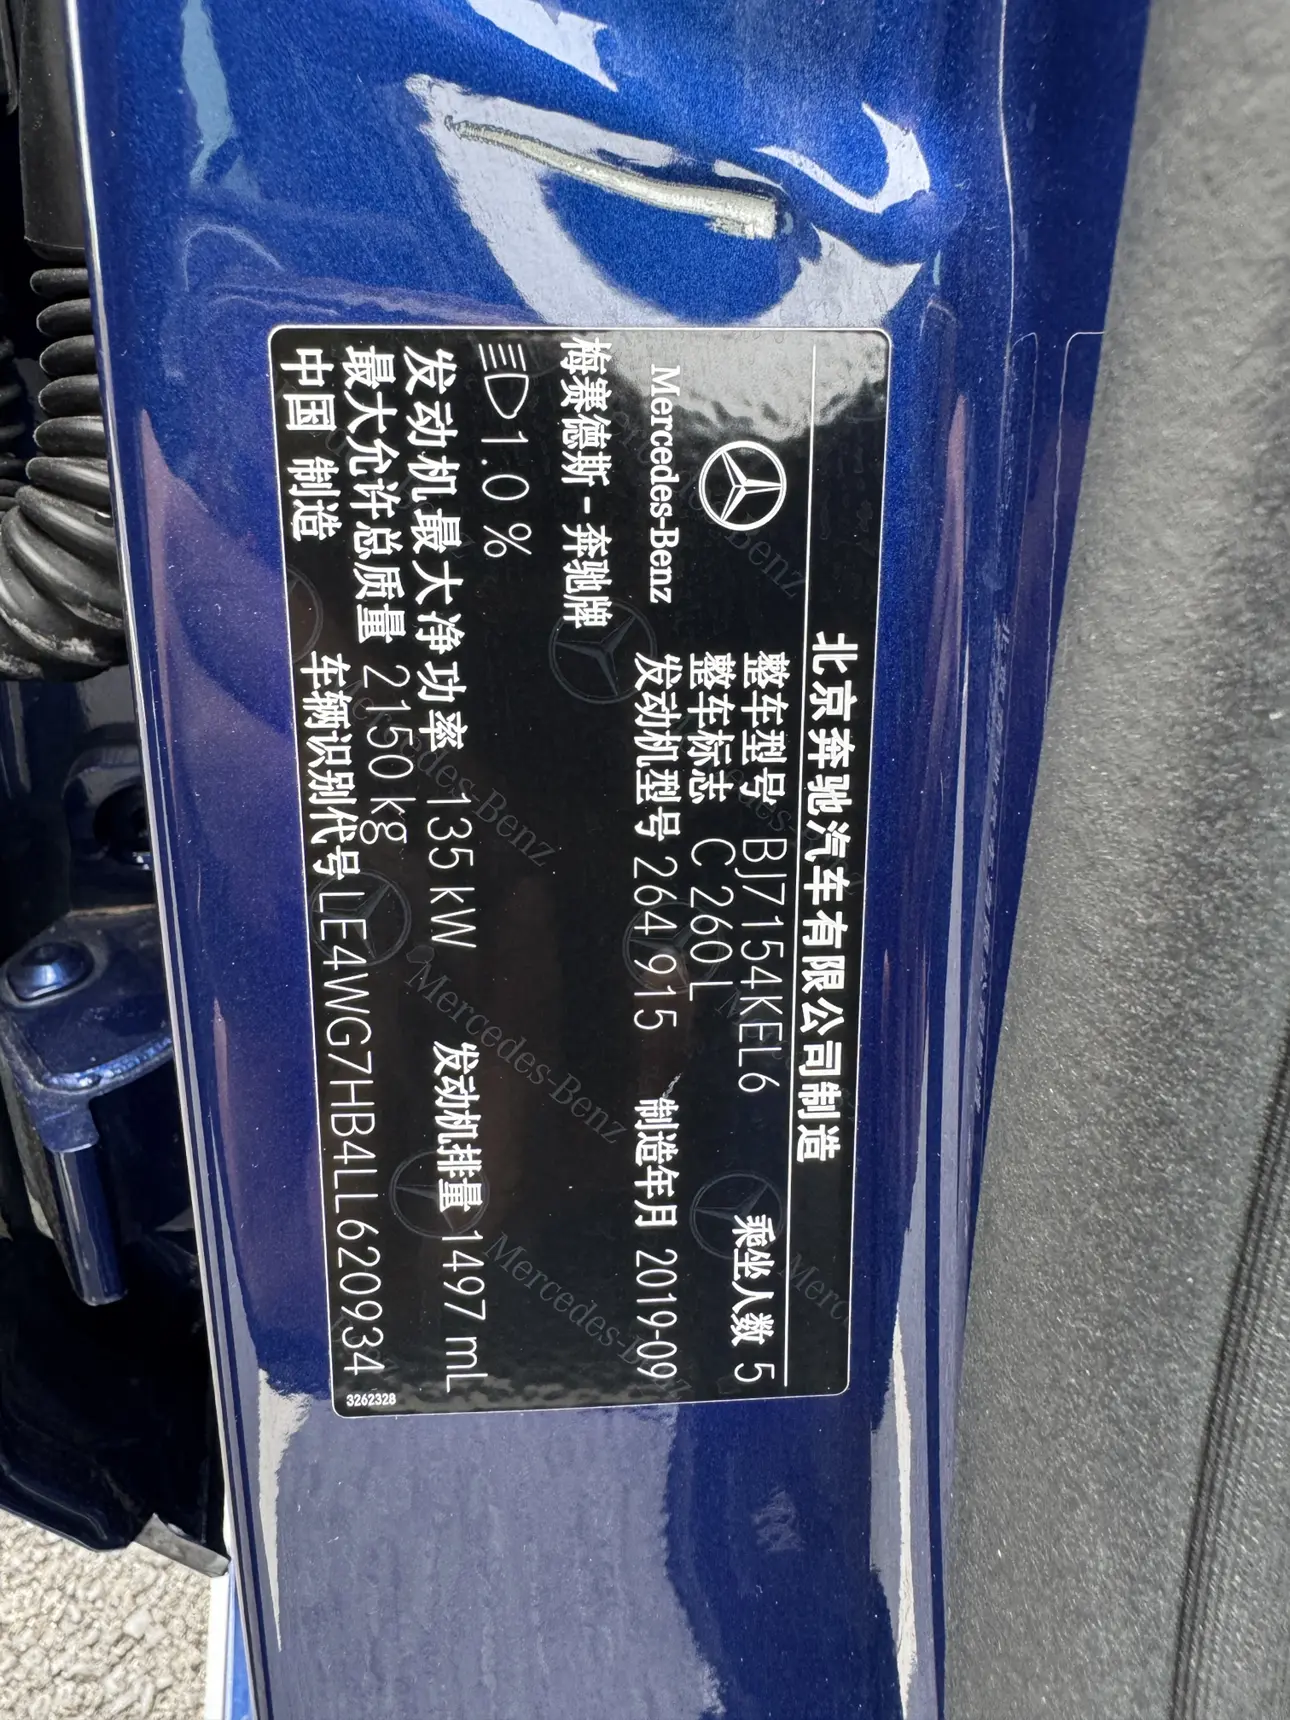 北京奔驰汽车有限公司制造
Mercedes-Benz
梅赛德斯-奔驰牌
整车型号 BJ7154KEL6 乘坐人数 5
整车标志 C 260 L
发动机型号 264 915 制造年月 2019-09
1.0 %
发动机最大净功率 135 kW 发动机排量 1497 mL
最大允许总质量 2150 kg
中国 制造 车辆识别代号 LE4WG7HB4LL620934
3262328